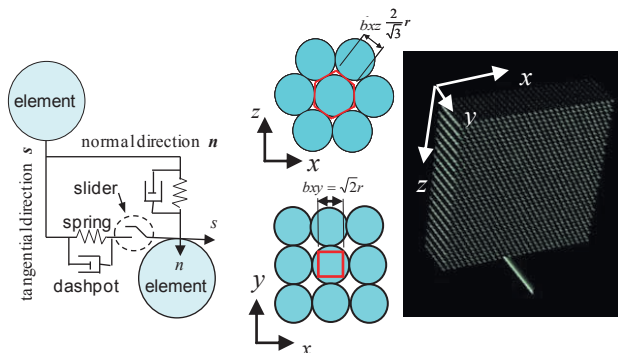 element
normal direction n
tangential direction s
slider
spring
s
n
dashpot
element
bxz 2/√3 r
z
x
bxy = √2r
y
x
x
y
z